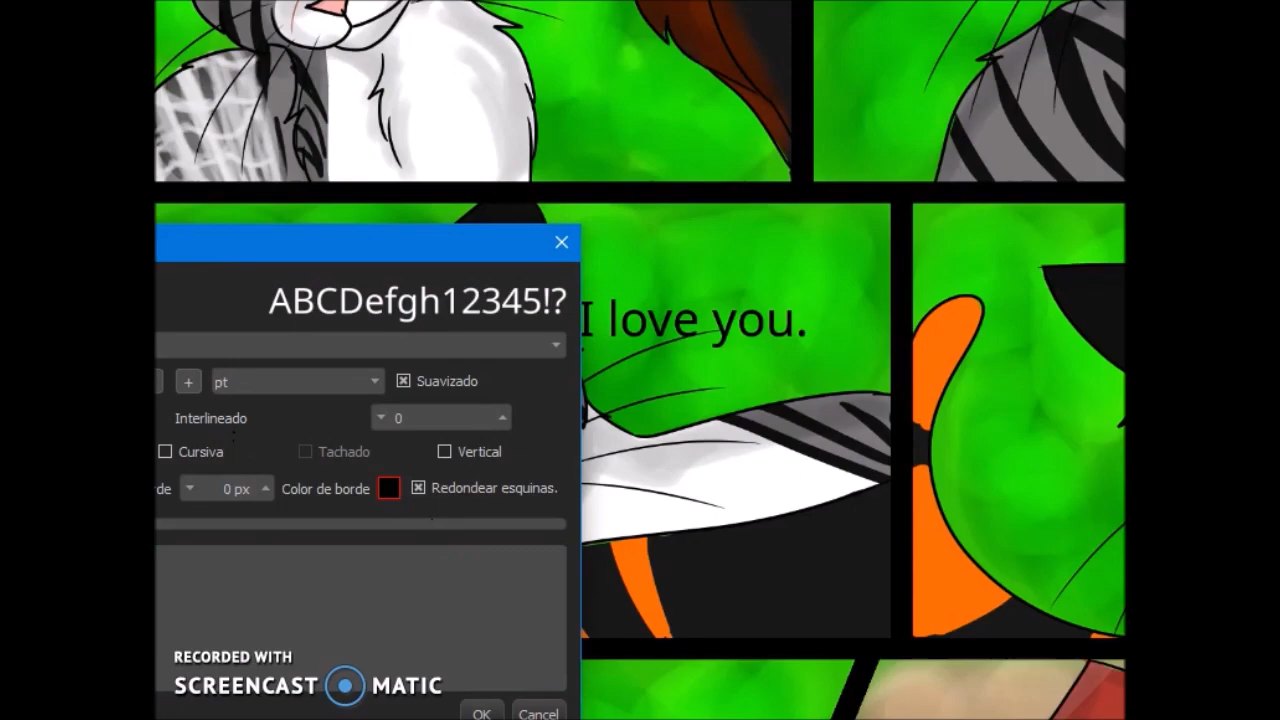 ABCDefgh12345!?
I love you.
+ pt Suavizado
Interlineado 0
Cursiva Tachado Vertical
de 0 px Color de borde Redondear esquinas.
RECORDED WITH
SCREENCAST MATIC
OK Cancel